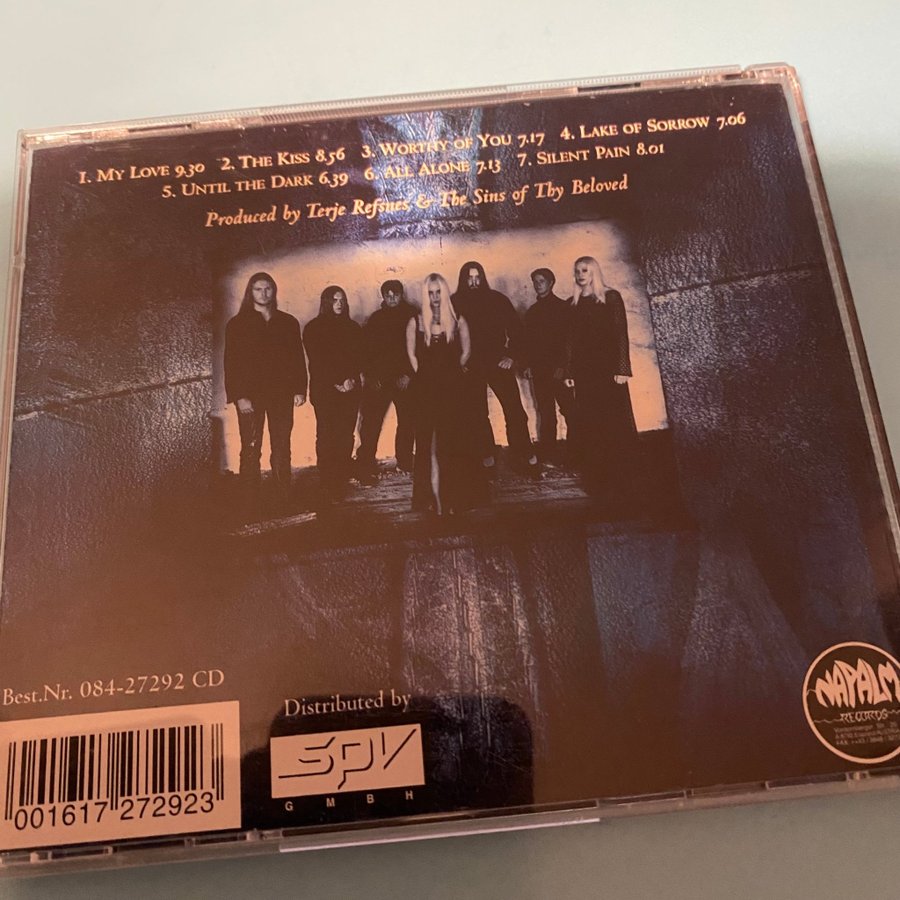 1. My Love 9.30 2. The Kiss 8.56 3. Worthy of You 7.17 4. Lake of Sorrow 7.06
5. Until the Dark 6.39 6. All Alone 7.13 7. Silent Pain 8.01
Produced by Terje Refsnes & The Sins of Thy Beloved
Best.Nr. 084-27292 CD
Distributed by
SPV
GMBH
001617 272923
NAPALM
RECORDS